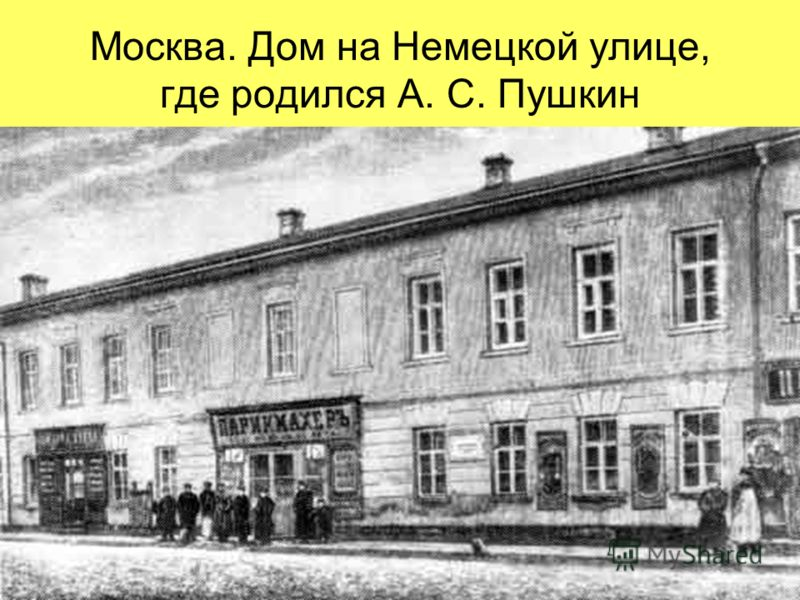 Москва. Дом на Немецкой улице,
где родился А. С. Пушкин
ПАРИКМАХЕРЪ
MyShared